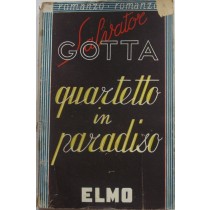 romanzo · romanzo
Salvator
GOTTA
quartetto
in
paradiso
ELMO